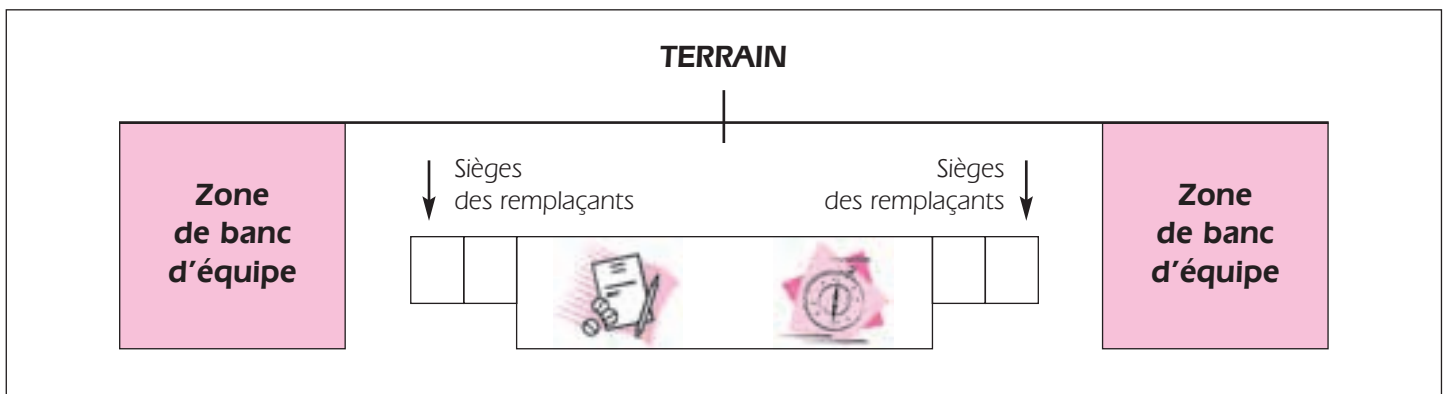 TERRAIN
Sièges
des remplaçants
Sièges
des remplaçants
Zone
de banc
d’équipe
Zone
de banc
d’équipe